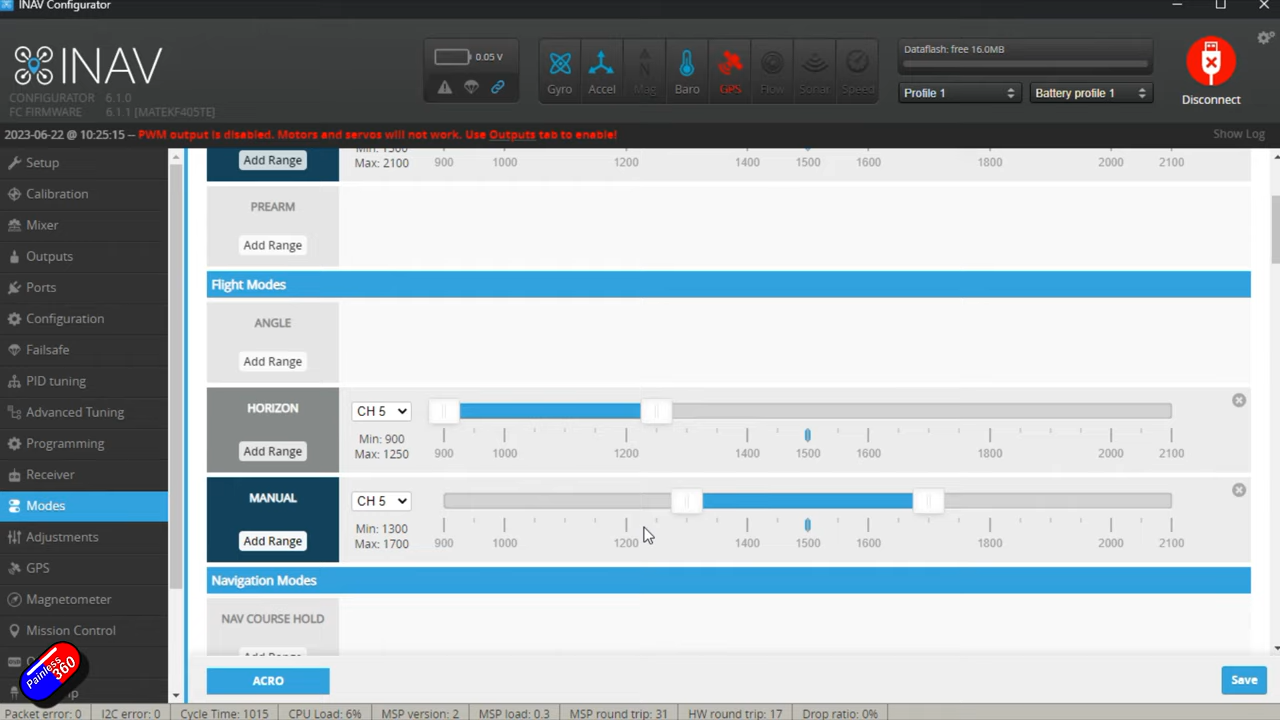 INAV Configurator
INAV
CONFIGURATOR 6.1.0
FC FIRMWARE 6.1.1 (MATEKF405TE)
0.05 V
Gyro Accel Mag Baro GPS Flow Sonar Speed
Dataflash: free 16.0MB
Profile 1 Battery profile 1
Disconnect
2023-06-22 @ 10:25:15 -- PWM output is disabled. Motors and servos will not work. Use Outputs tab to enable!
Show Log
Setup
Calibration
Mixer
Outputs
Ports
Configuration
Failsafe
PID tuning
Advanced Tuning
Programming
Receiver
Modes
Adjustments
GPS
Magnetometer
Mission Control
Painless360
Add Range
Max: 2100
900 1000 1200 1400 1500 1600 1800 2000 2100
PREARM
Add Range
Flight Modes
ANGLE
Add Range
HORIZON
Add Range
CH 5
Min: 900
Max: 1250
900 1000 1200 1400 1500 1600 1800 2000 2100
MANUAL
Add Range
CH 5
Min: 1300
Max: 1700
900 1000 1200 1400 1500 1600 1800 2000 2100
Navigation Modes
NAV COURSE HOLD
ACRO
Save
Packet error: 0 I2C error: 0 Cycle Time: 1015 CPU Load: 6% MSP version: 2 MSP load: 0.3 MSP round trip: 31 HW round trip: 17 Drop ratio: 0%